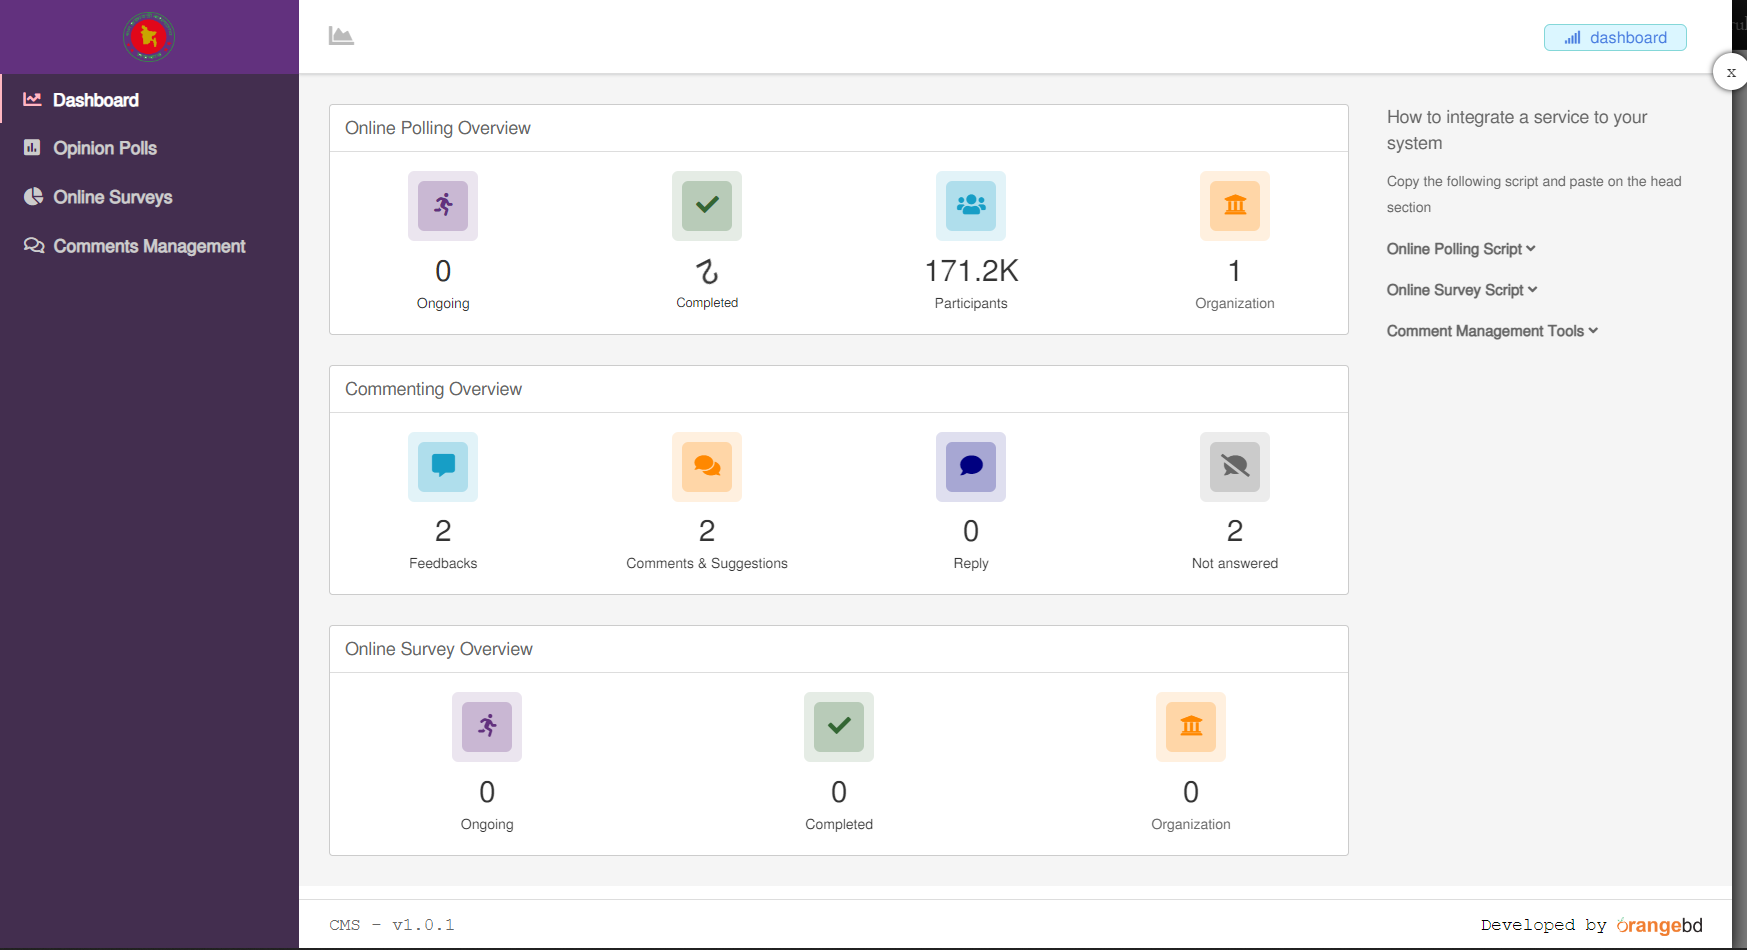 dashboard
x
Dashboard
Opinion Polls
Online Surveys
Comments Management
Online Polling Overview
0
Ongoing
২
Completed
171.2K
Participants
1
Organization
Commenting Overview
2
Feedbacks
2
Comments & Suggestions
0
Reply
2
Not answered
Online Survey Overview
0
Ongoing
0
Completed
0
Organization
How to integrate a service to your
system
Copy the following script and paste on the head
section
Online Polling Script
Online Survey Script
Comment Management Tools
CMS - v1.0.1
Developed by orangebd